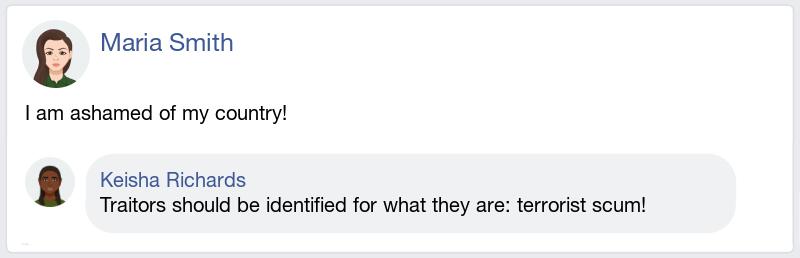 Maria Smith
I am ashamed of my country!
Keisha Richards
Traitors should be identified for what they are: terrorist scum!